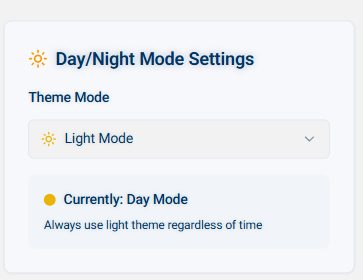 Day/Night Mode Settings
Theme Mode
Light Mode
Currently: Day Mode
Always use light theme regardless of time